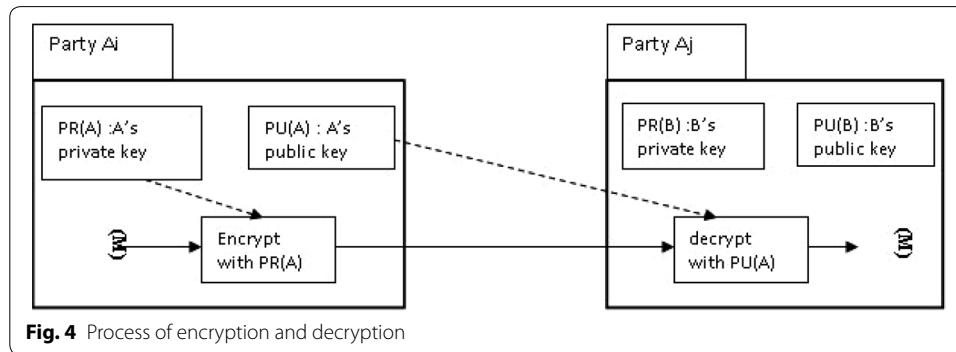 Party Ai
Party Aj
PR(A) :A's
private key
PU(A) : A's
public key
PR(B) :B's
private key
PU(B) :B's
public key
(M)
Encrypt
with PR(A)
decrypt
with PU(A)
(M)
Fig. 4 Process of encryption and decryption